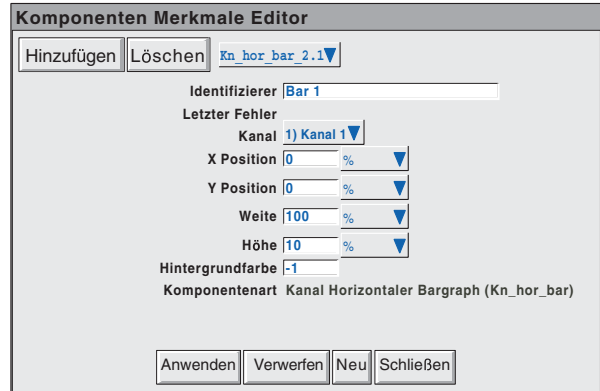 Komponenten Merkmale Editor
Hinzufügen Löschen Kn_hor_bar_2.1
Identifizierer Bar 1
Letzter Fehler
Kanal 1) Kanal 1
X Position 0 %
Y Position 0 %
Weite 100 %
Höhe 10 %
Hintergrundfarbe -1
Komponentenart Kanal Horizontaler Bargraph (Kn_hor_bar)
Anwenden Verwerfen Neu Schließen